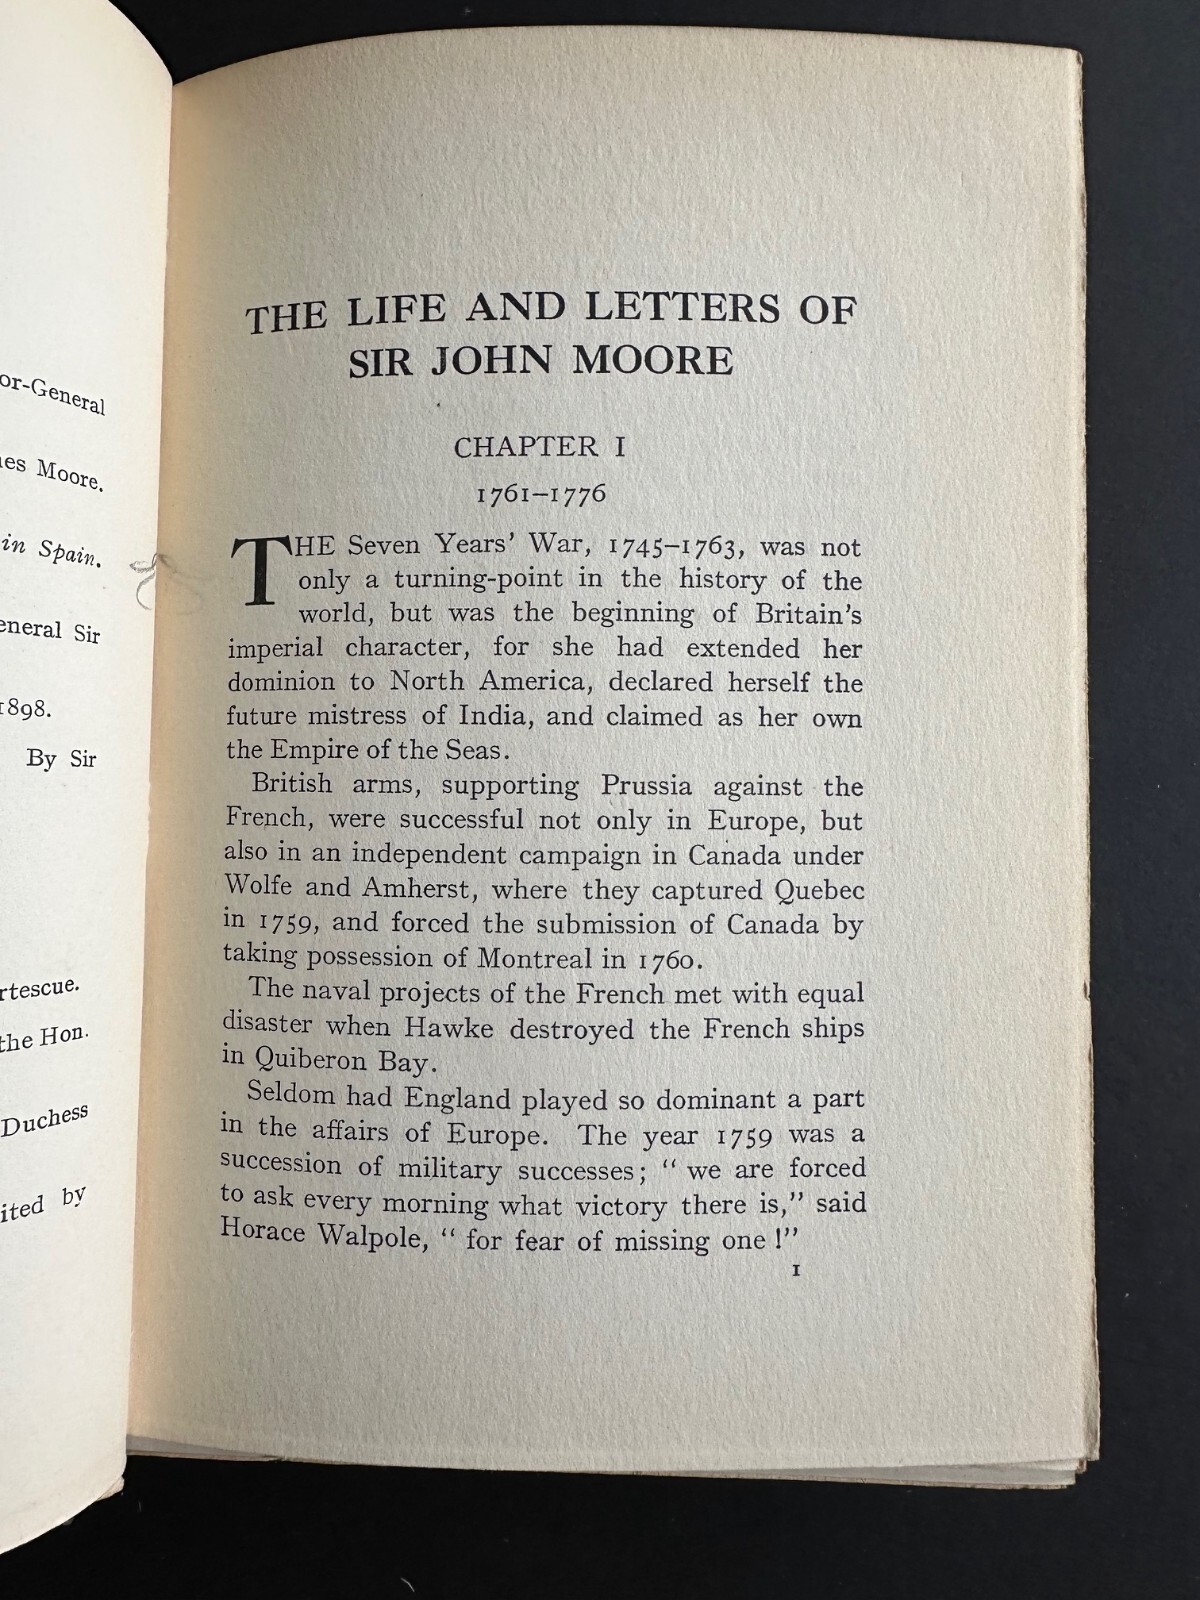 or-General
es Moore.
in Spain.
eneral Sir
1898.
By Sir
rtescue.
the Hon.
Duchess
ited by
THE LIFE AND LETTERS OF
SIR JOHN MOORE
CHAPTER I
1761–1776
THE Seven Years' War, 1745–1763, was not
only a turning-point in the history of the
world, but was the beginning of Britain's
imperial character, for she had extended her
dominion to North America, declared herself the
future mistress of India, and claimed as her own
the Empire of the Seas.
British arms, supporting Prussia against the
French, were successful not only in Europe, but
also in an independent campaign in Canada under
Wolfe and Amherst, where they captured Quebec
in 1759, and forced the submission of Canada by
taking possession of Montreal in 1760.
The naval projects of the French met with equal
disaster when Hawke destroyed the French ships
in Quiberon Bay.
Seldom had England played so dominant a part
in the affairs of Europe. The year 1759 was a
succession of military successes; “ we are forced
to ask every morning what victory there is,” said
Horace Walpole, “ for fear of missing one !”
1